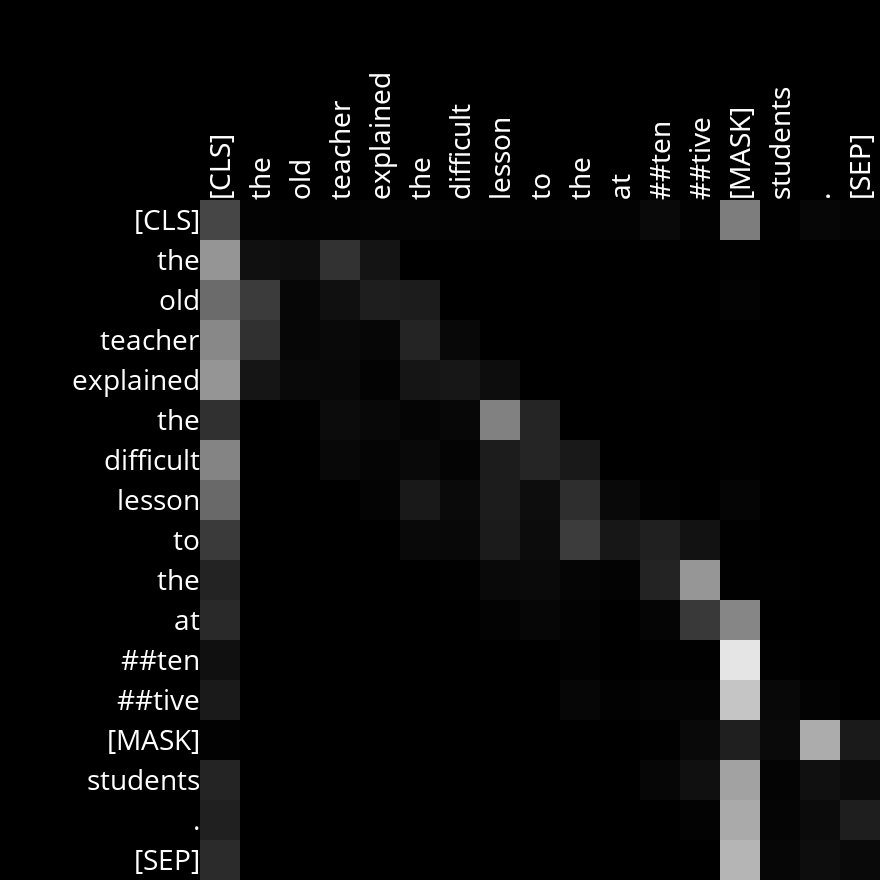 [CLS] the old teacher explained the difficult lesson to the at ##ten ##tive [MASK] students . [SEP]
[CLS]
the
old
teacher
explained
the
difficult
lesson
to
the
at
##ten
##tive
[MASK]
students
.
[SEP]